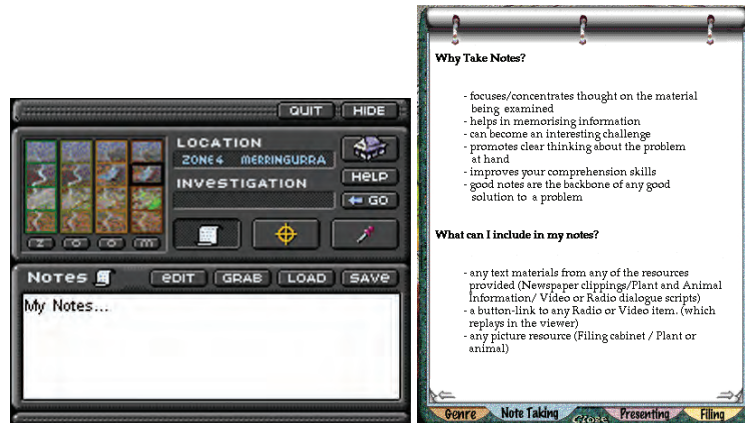 QUIT HIDE
LOCATION
ZONE4 MERRINGURRA
HELP
INVESTIGATION
GO
Z O O M
NOTES EDIT GRAB LOAD SAVE
My Notes...
Why Take Notes?
- focuses/concentrates thought on the material
being examined
- helps in memorising information
- can become an interesting challenge
- promotes clear thinking about the problem
at hand
- improves your comprehension skills
- good notes are the backbone of any good
solution to a problem
What can I include in my notes?
- any text materials from any of the resources
provided (Newspaper clippings/Plant and Animal
Information/ Video or Radio dialogue scripts)
- a button-link to any Radio or Video item. (which
replays in the viewer)
- any picture resource (Filing cabinet / Plant or
animal)
Genre Note Taking Close Presenting Filing